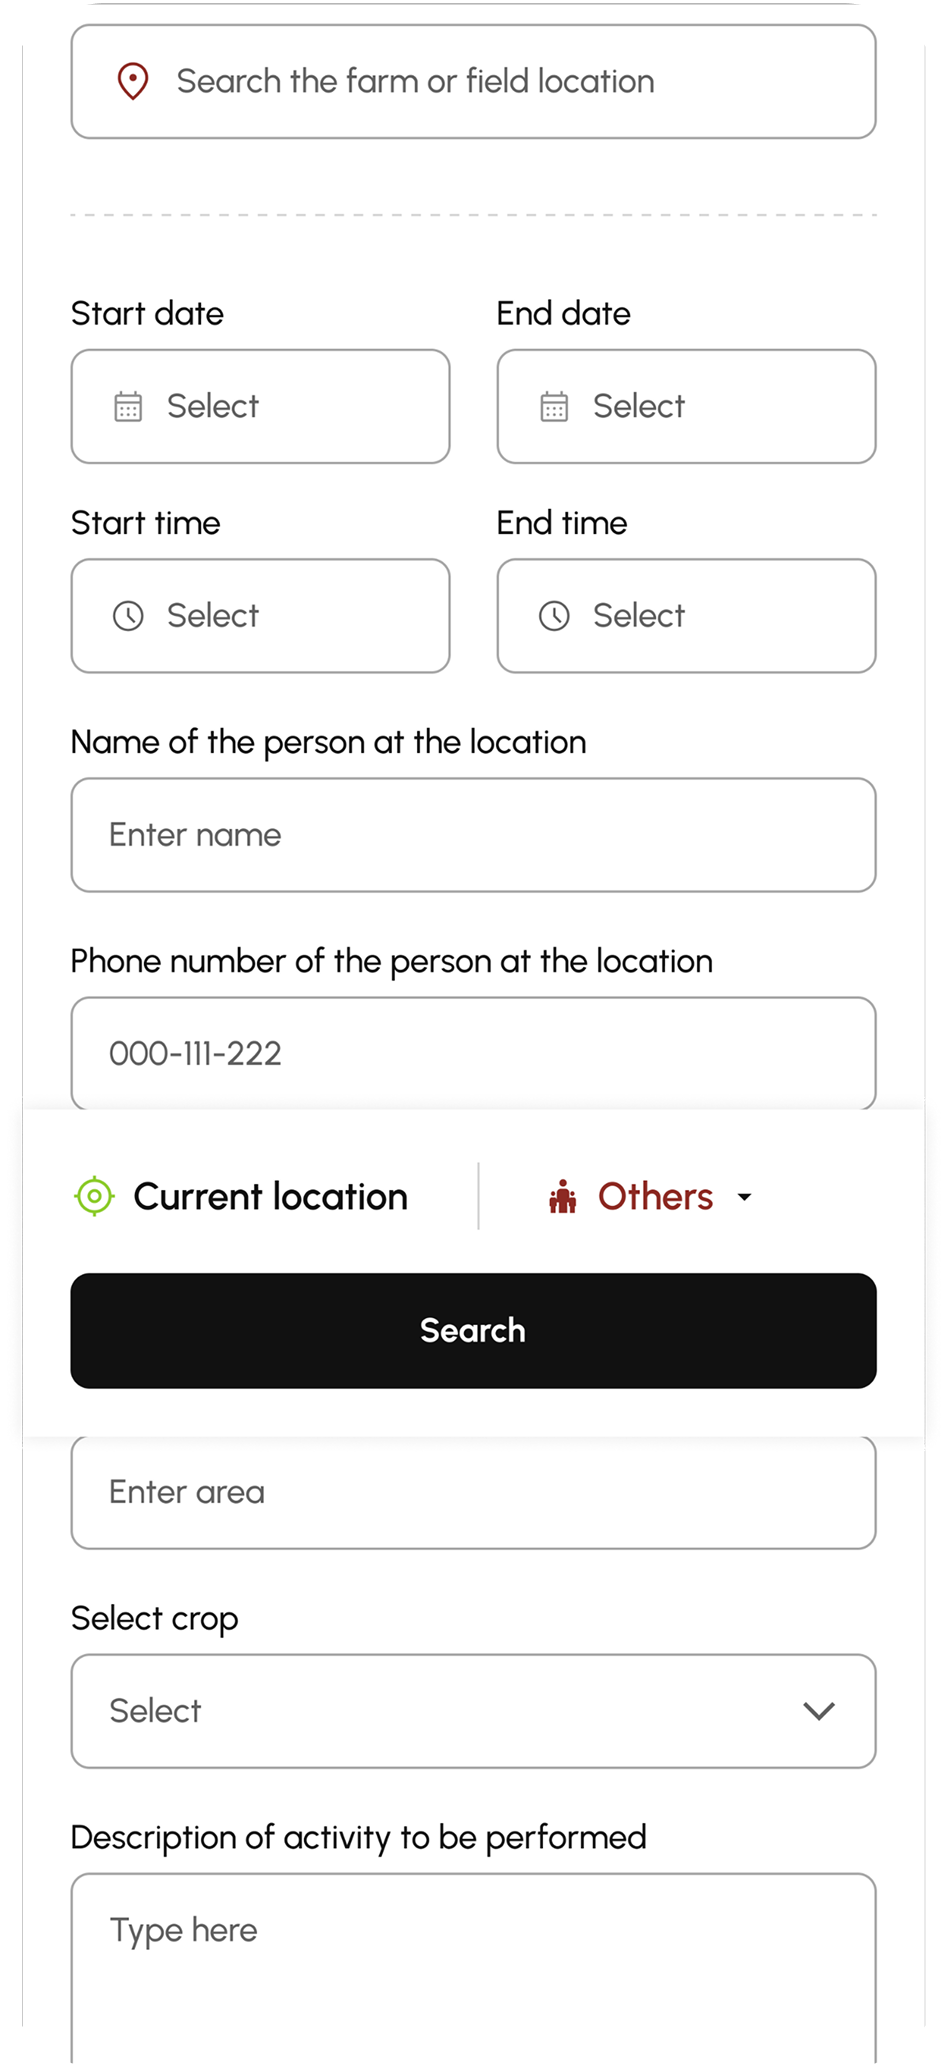 Search the farm or field location
Start date
End date
Select
Select
Start time
End time
Select
Select
Name of the person at the location
Enter name
Phone number of the person at the location
000-111-222
Current location
Others
Search
Enter area
Select crop
Select
Description of activity to be performed
Type here